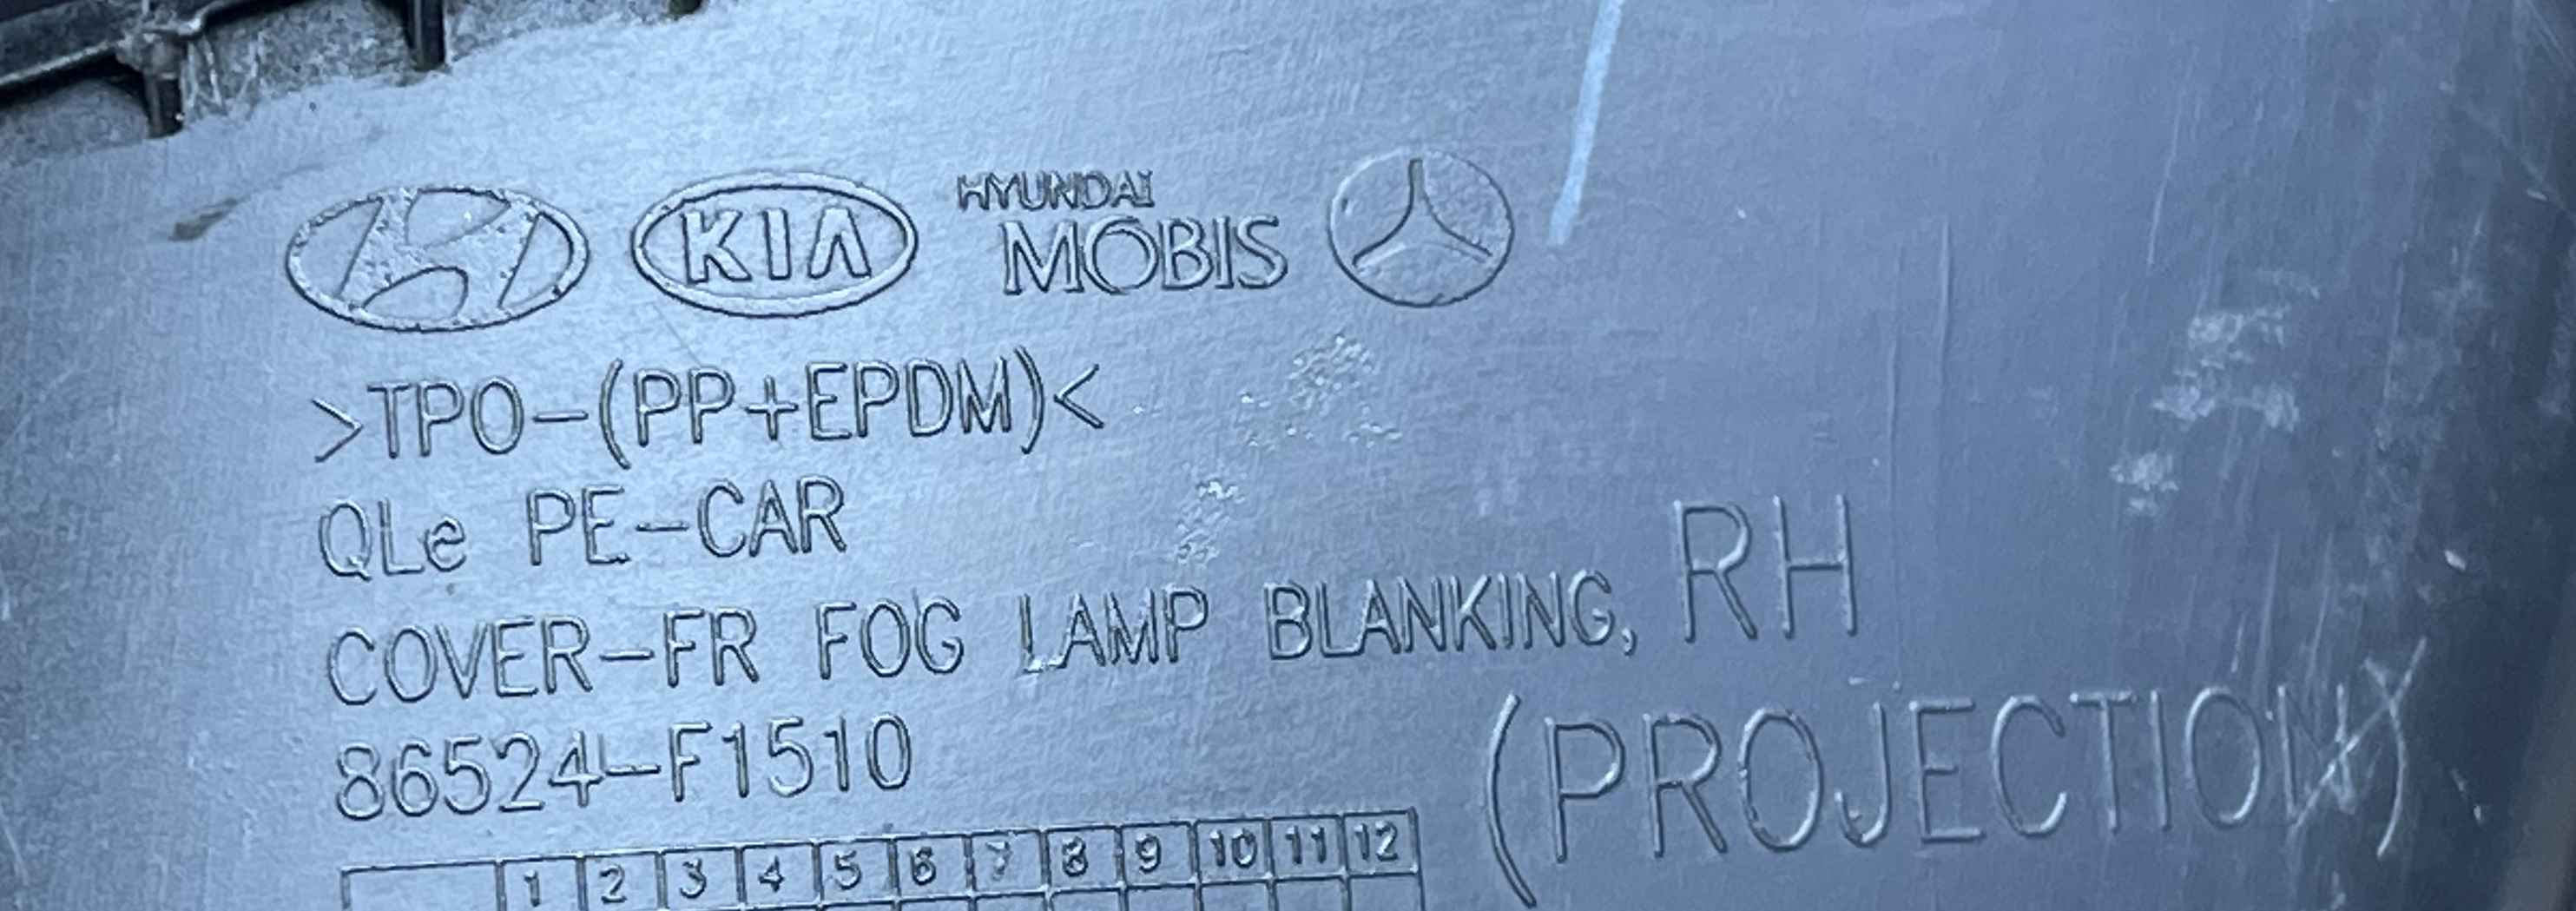 KIA HYUNDAI MOBIS
>TPO-(PP+EPDM)<
QLe PE-CAR
COVER-FR FOG LAMP BLANKING, RH
86524-F1510 (PROJECTION)
1 2 3 4 5 6 7 8 9 10 11 12